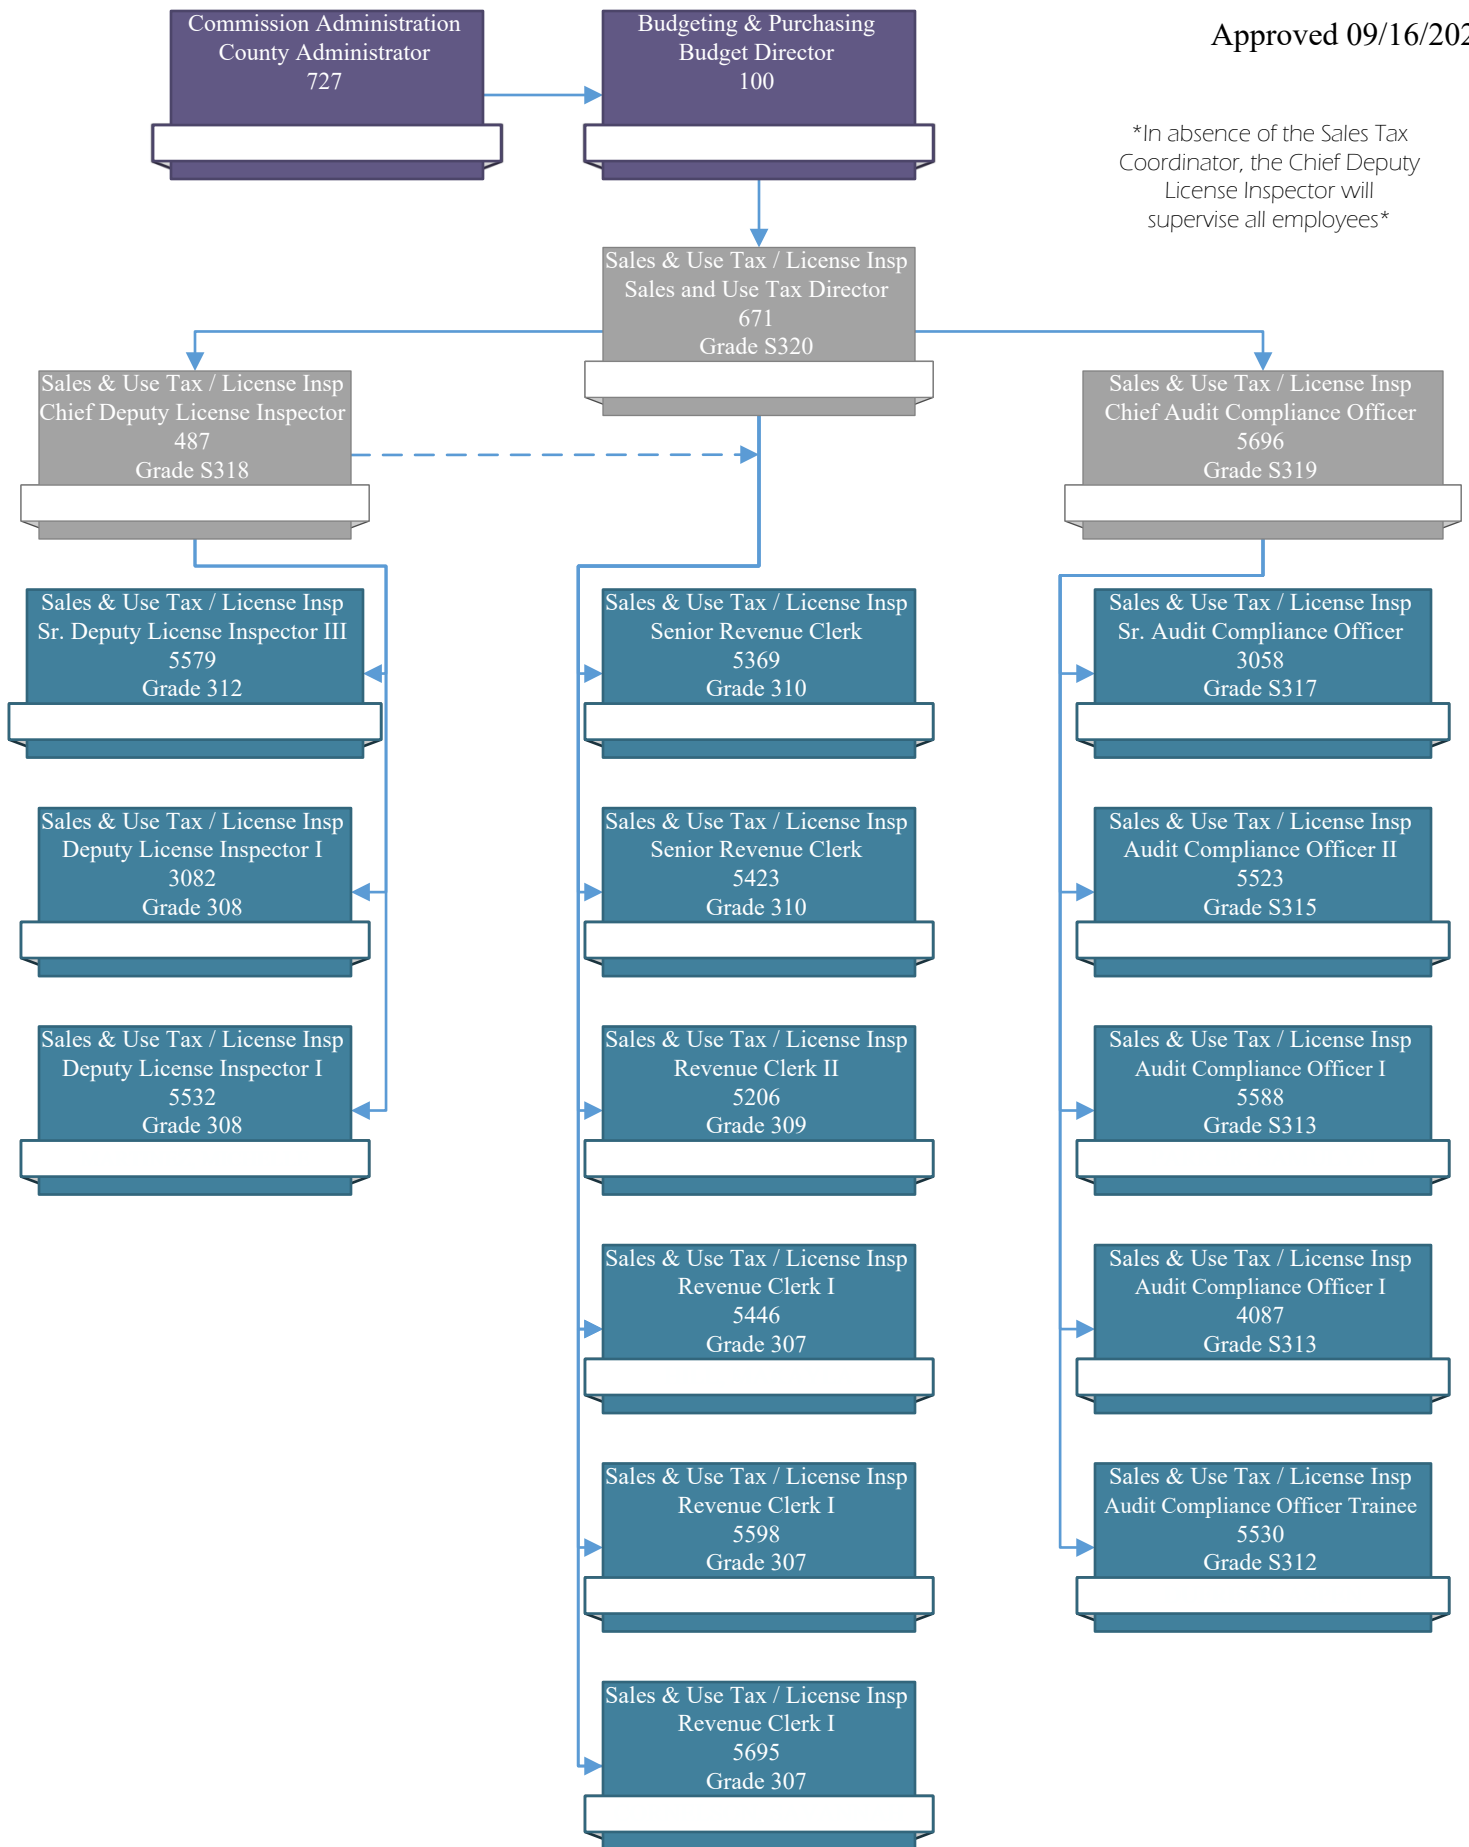 Commission Administration
County Administrator
727
Budgeting & Purchasing
Budget Director
100
Approved 09/16/202
*In absence of the Sales Tax
Coordinator, the Chief Deputy
License Inspector will
supervise all employees*
Sales & Use Tax / License Insp
Sales and Use Tax Director
671
Grade S320
Sales & Use Tax / License Insp
Chief Deputy License Inspector
487
Grade S318
Sales & Use Tax / License Insp
Chief Audit Compliance Officer
5696
Grade S319
Sales & Use Tax / License Insp
Sr. Deputy License Inspector III
5579
Grade 312
Sales & Use Tax / License Insp
Senior Revenue Clerk
5369
Grade 310
Sales & Use Tax / License Insp
Sr. Audit Compliance Officer
3058
Grade S317
Sales & Use Tax / License Insp
Deputy License Inspector I
3082
Grade 308
Sales & Use Tax / License Insp
Senior Revenue Clerk
5423
Grade 310
Sales & Use Tax / License Insp
Audit Compliance Officer II
5523
Grade S315
Sales & Use Tax / License Insp
Deputy License Inspector I
5532
Grade 308
Sales & Use Tax / License Insp
Revenue Clerk II
5206
Grade 309
Sales & Use Tax / License Insp
Audit Compliance Officer I
5588
Grade S313
Sales & Use Tax / License Insp
Revenue Clerk I
5446
Grade 307
Sales & Use Tax / License Insp
Audit Compliance Officer I
4087
Grade S313
Sales & Use Tax / License Insp
Revenue Clerk I
5598
Grade 307
Sales & Use Tax / License Insp
Audit Compliance Officer Trainee
5530
Grade S312
Sales & Use Tax / License Insp
Revenue Clerk I
5695
Grade 307